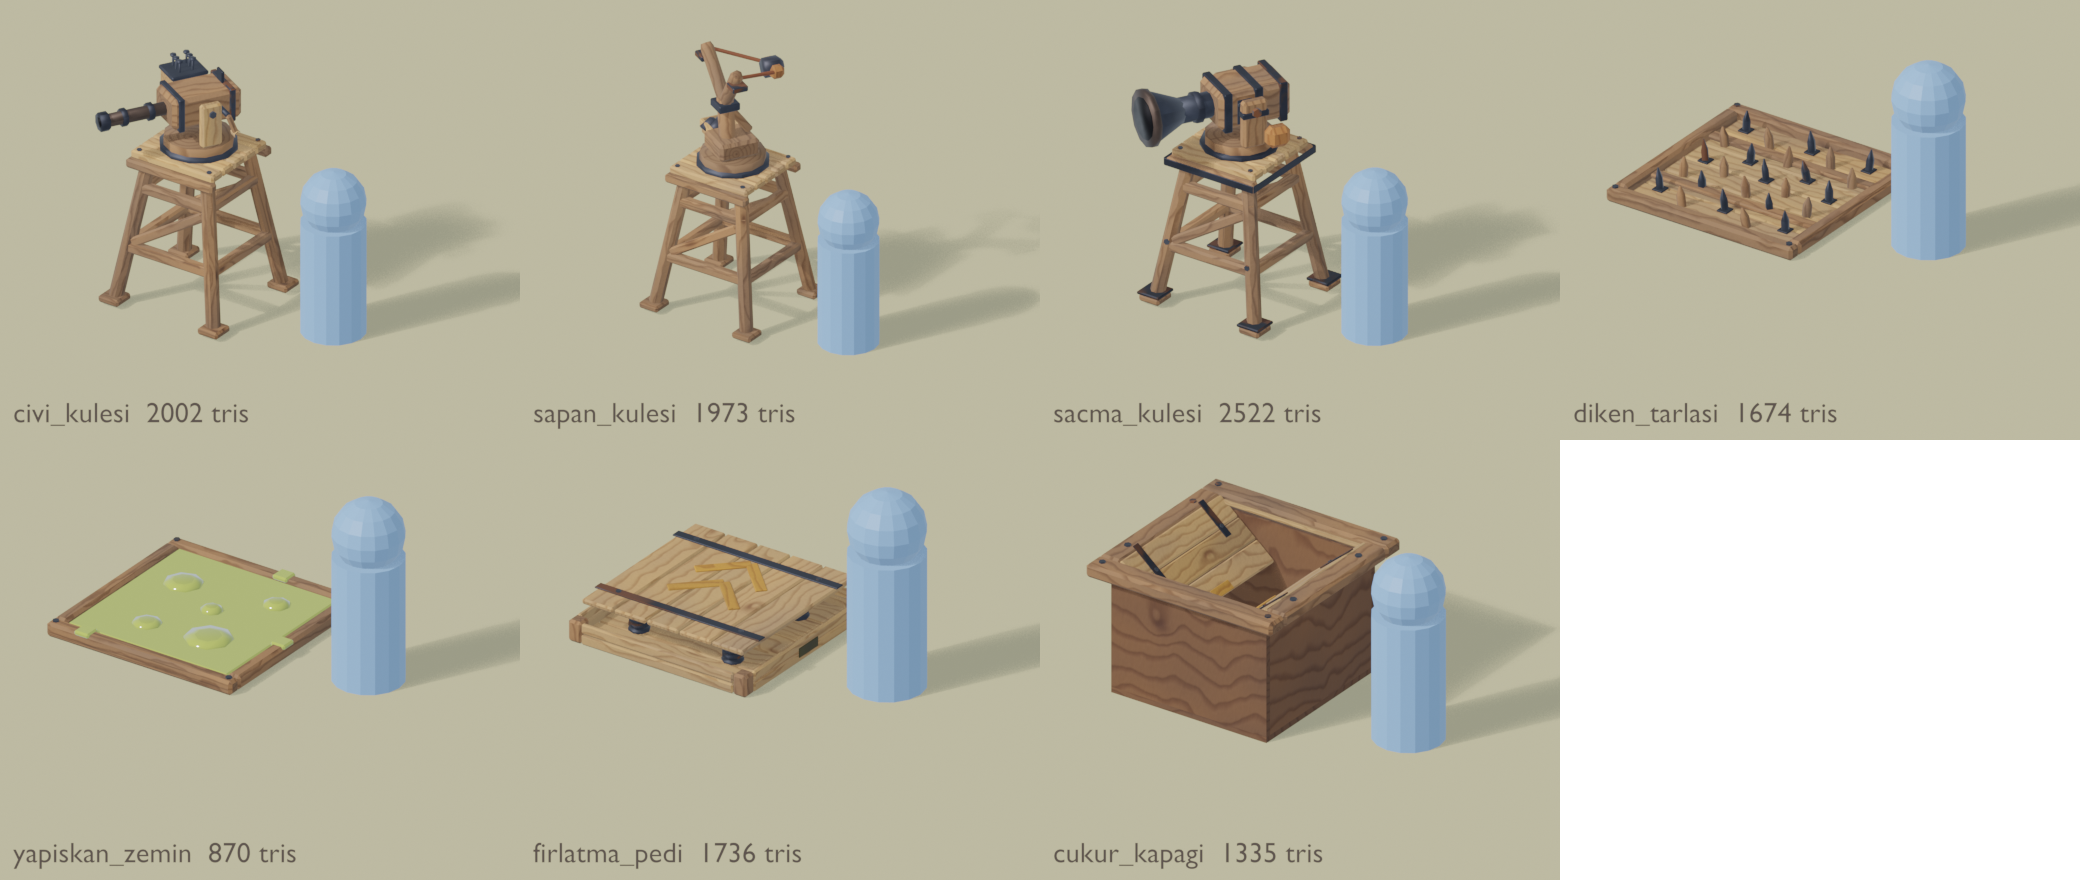 civi_kulesi 2002 tris
sapan_kulesi 1973 tris
sacma_kulesi 2522 tris
diken_tarlasi 1674 tris
yapiskan_zemin 870 tris
firlatma_pedi 1736 tris
cukur_kapagi 1335 tris